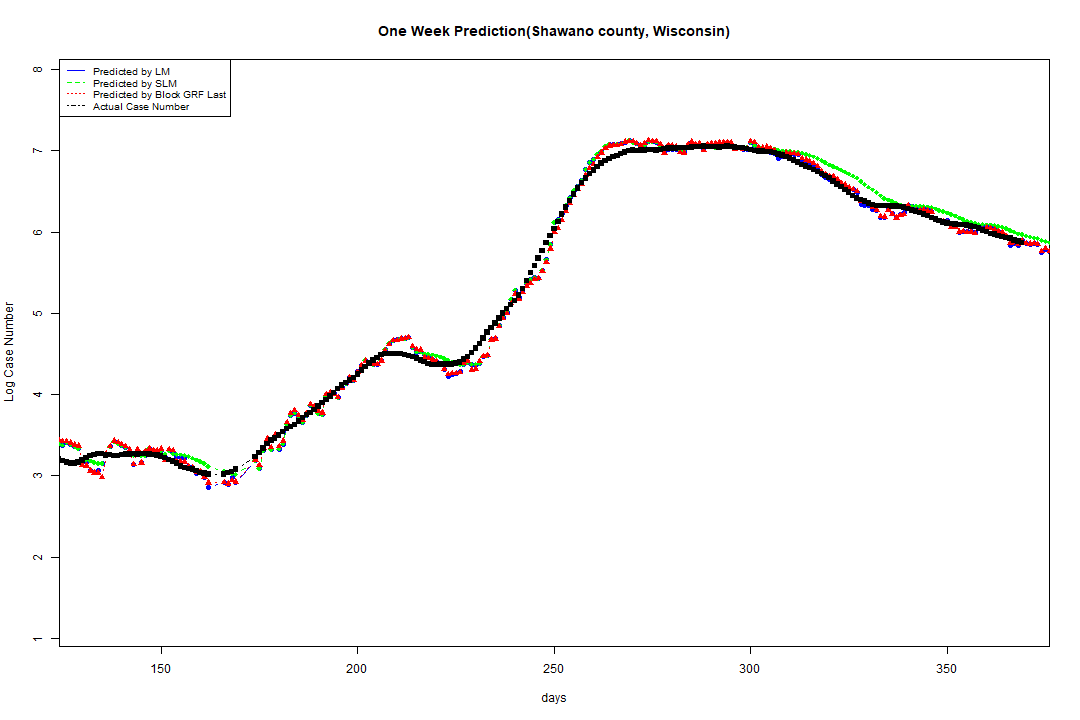 One Week Prediction(Shawano county, Wisconsin)
Predicted by LM
Predicted by SLM
Predicted by Block GRF Last
Actual Case Number
8
7
6
5
4
3
2
1
Log Case Number
150 200 250 300 350
days